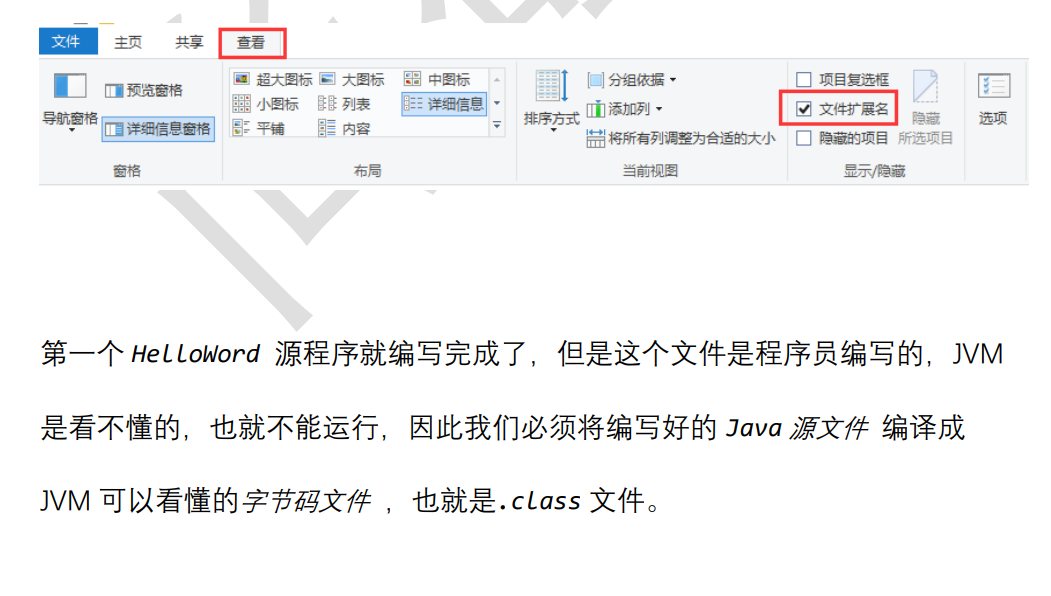 文件 主页 共享 查看
导航窗格 预览窗格 详细信息窗格
窗格
超大图标 大图标 中图标
小图标 列表 详细信息
平铺 内容
布局
排序方式 分组依据
添加列
将所有列调整为合适的大小
当前视图
项目复选框
文件扩展名
隐藏的项目
隐藏
所选项目
显示/隐藏
选项
第一个 HelloWord 源程序就编写完成了，但是这个文件是程序员编写的，JVM
是看不懂的，也就不能运行，因此我们必须将编写好的 Java 源文件 编译成
JVM 可以看懂的字节码文件 ，也就是.class 文件。